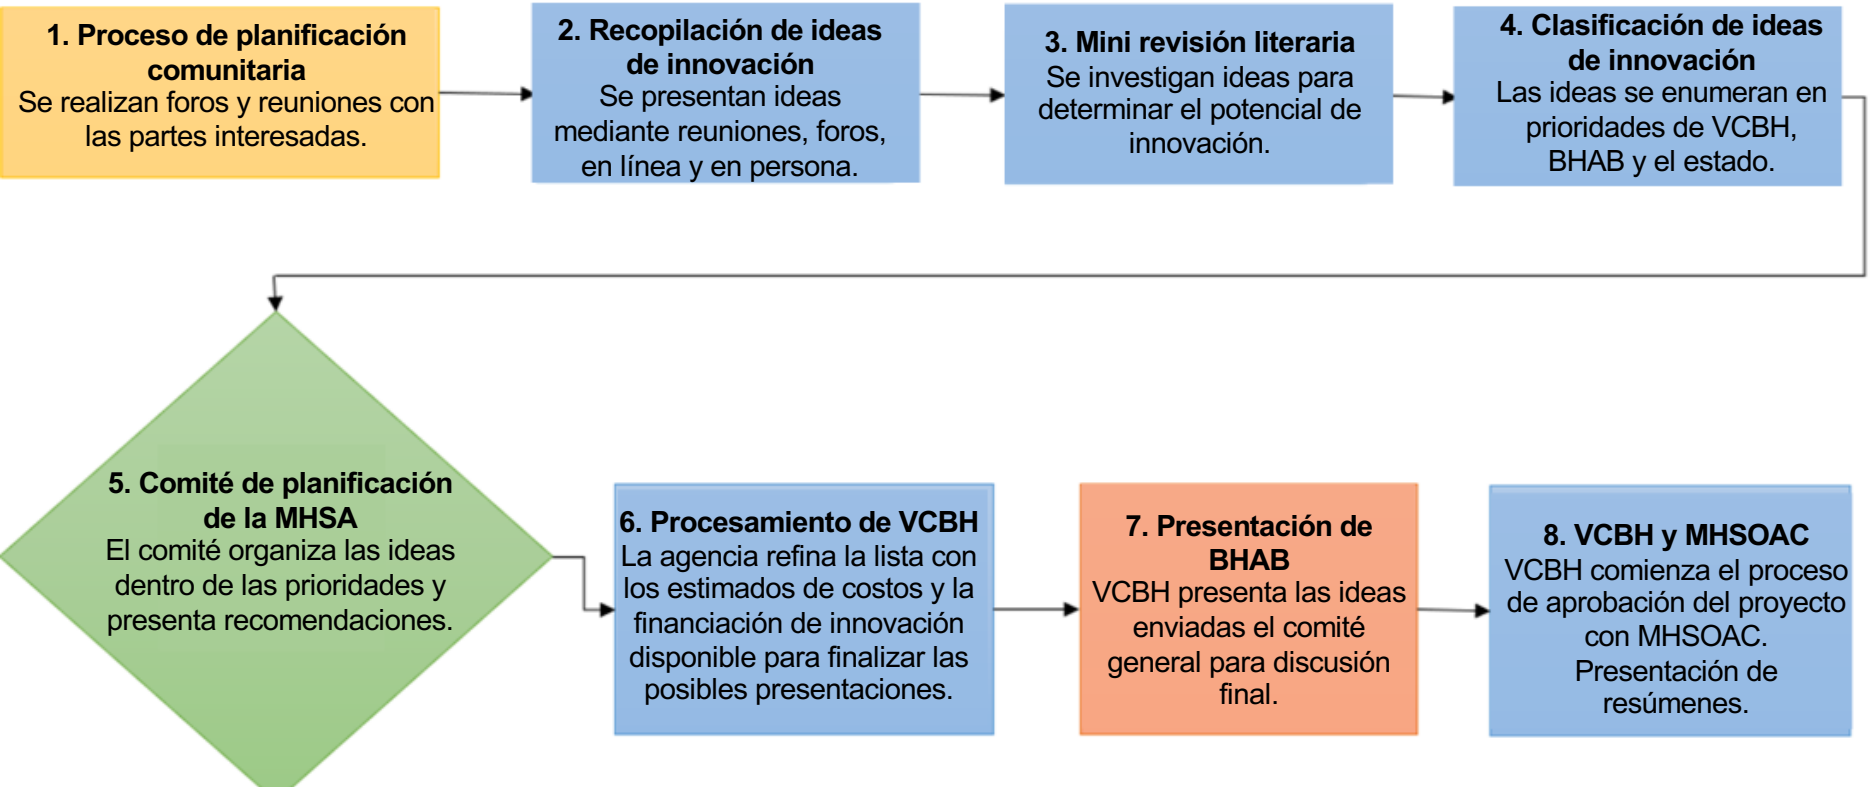 1. Proceso de planificación
comunitaria
Se realizan foros y reuniones con
las partes interesadas.
2. Recopilación de ideas
de innovación
Se presentan ideas
mediante reuniones, foros,
en línea y en persona.
3. Mini revisión literaria
Se investigan ideas para
determinar el potencial de
innovación.
4. Clasificación de ideas
de innovación
Las ideas se enumeran en
prioridades de VCBH,
BHAB y el estado.
5. Comité de planificación
de la MHSA
El comité organiza las ideas
dentro de las prioridades y
presenta recomendaciones.
6. Procesamiento de VCBH
La agencia refina la lista con
los estimados de costos y la
financiación de innovación
disponible para finalizar las
posibles presentaciones.
7. Presentación de
BHAB
VCBH presenta las ideas
enviadas el comité
general para discusión
final.
8. VCBH y MHSOAC
VCBH comienza el proceso
de aprobación del proyecto
con MHSOAC.
Presentación de
resúmenes.